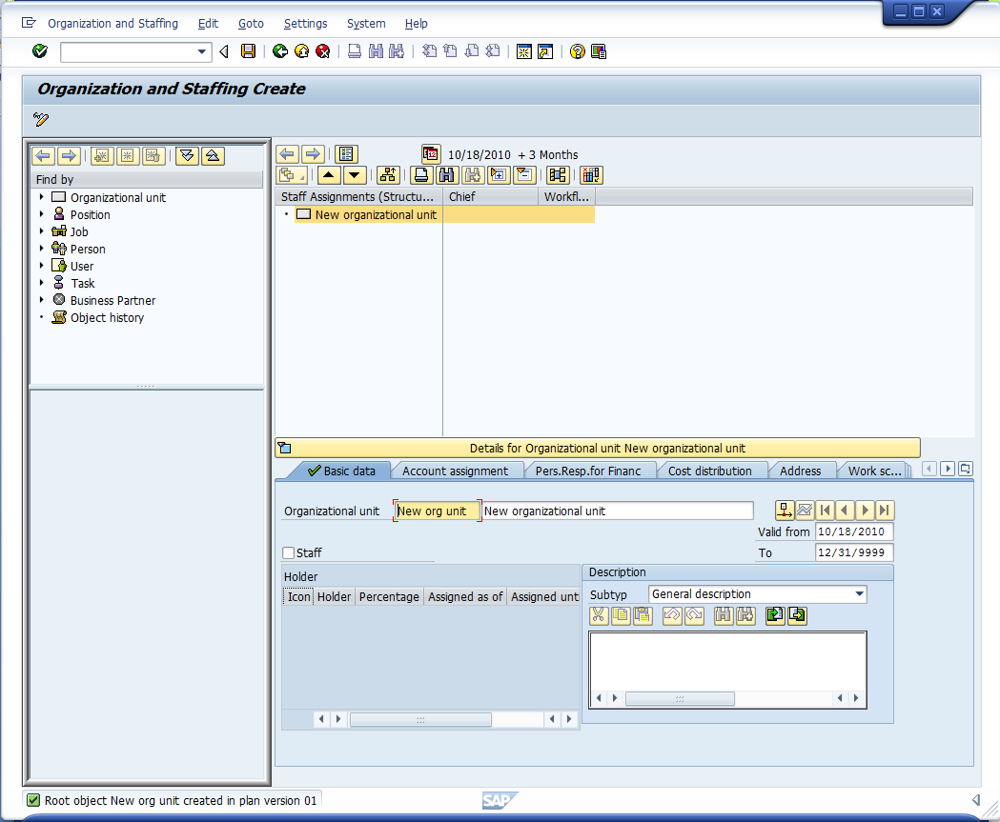 Organization and Staffing Edit Goto Settings System Help
Organization and Staffing Create
Find by
Organizational unit
Position
Job
Person
User
Task
Business Partner
Object history
10/18/2010 + 3 Months
Staff Assignments (Structu... Chief Workfl...
New organizational unit
Details for Organizational unit New organizational unit
Basic data Account assignment Pers.Resp.for Financ Cost distribution Address Work sc...
Organizational unit New org unit New organizational unit
Valid from 10/18/2010
Staff To 12/31/9999
Holder
Icon Holder Percentage Assigned as of Assigned unt
Description
Subtyp General description
Root object New org unit created in plan version 01
SAP